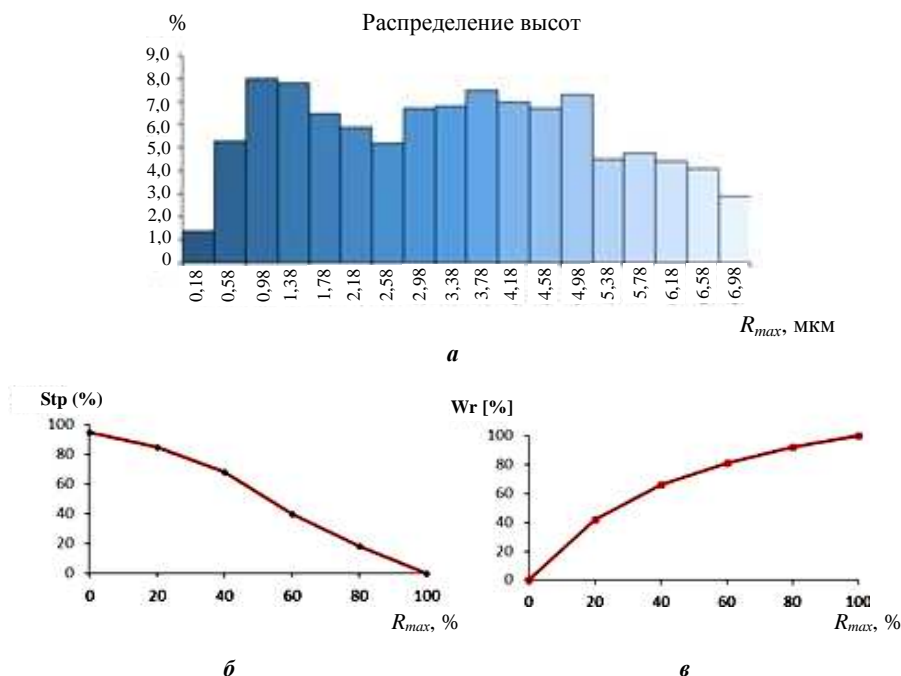 % Распределение высот
9,0
8,0
7,0
6,0
5,0
4,0
3,0
2,0
1,0
0
0,18 0,58 0,98 1,38 1,78 2,18 2,58 2,98 3,38 3,78 4,18 4,58 4,98 5,38 5,78 6,18 6,58 6,98
R_max, мкм
а
Stp (%)
100
80
60
40
20
0
0 20 40 60 80 100
R_max, %
б
Wr [%]
100
80
60
40
20
0
0 20 40 60 80 100
R_max, %
в